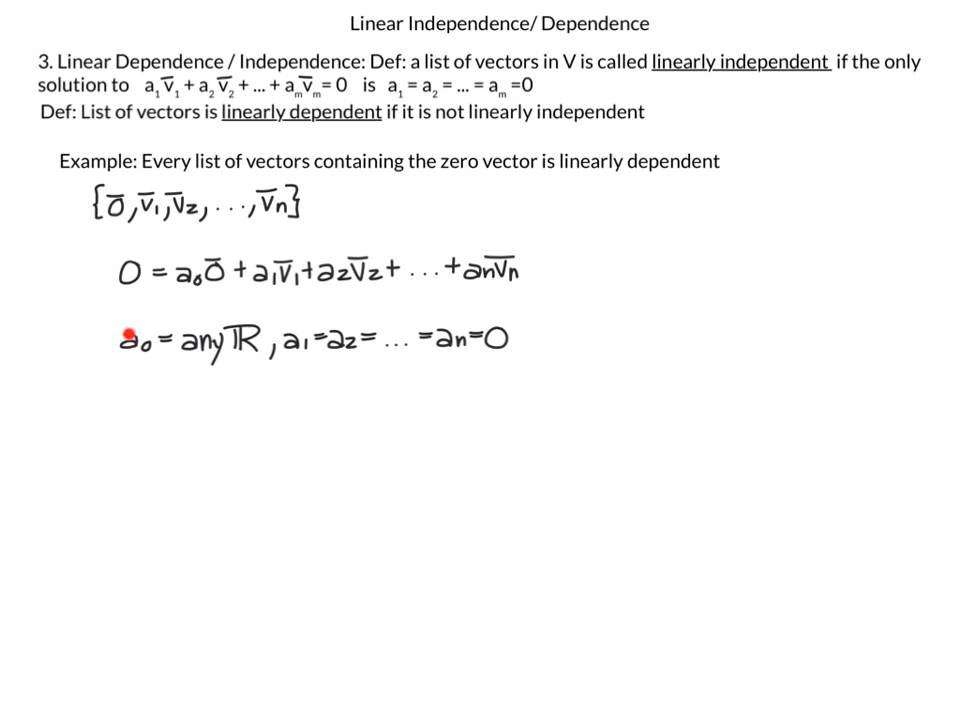 Linear Independence/ Dependence
3. Linear Dependence / Independence: Def: a list of vectors in V is called linearly independent if the only
solution to a₁v̅₁ + a₂v̅₂ + ... + aₘv̅ₘ = 0 is a₁ = a₂ = ... = aₘ =0
Def: List of vectors is linearly dependent if it is not linearly independent
Example: Every list of vectors containing the zero vector is linearly dependent
{0̅, v̅₁, v̅₂, ..., v̅n}
0 = a₀0̅ + a₁v̅₁ + a₂v̅₂ + ... + anv̅n
a₀ = any ℝ, a₁=a₂= ... =an=0